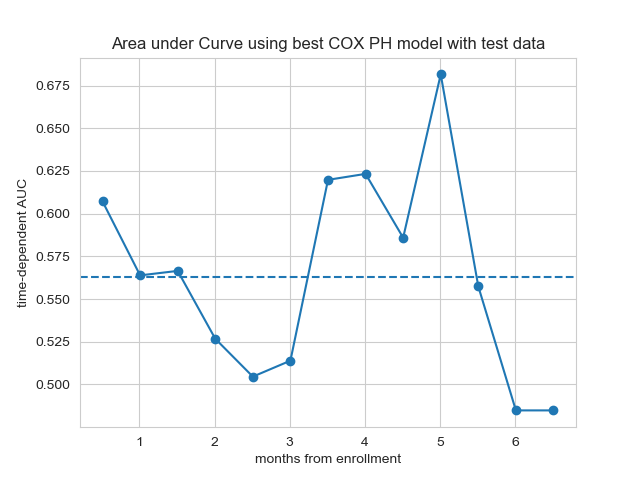 Area under Curve using best COX PH model with test data
time-dependent AUC
0.675
0.650
0.625
0.600
0.575
0.550
0.525
0.500
1 2 3 4 5 6
months from enrollment